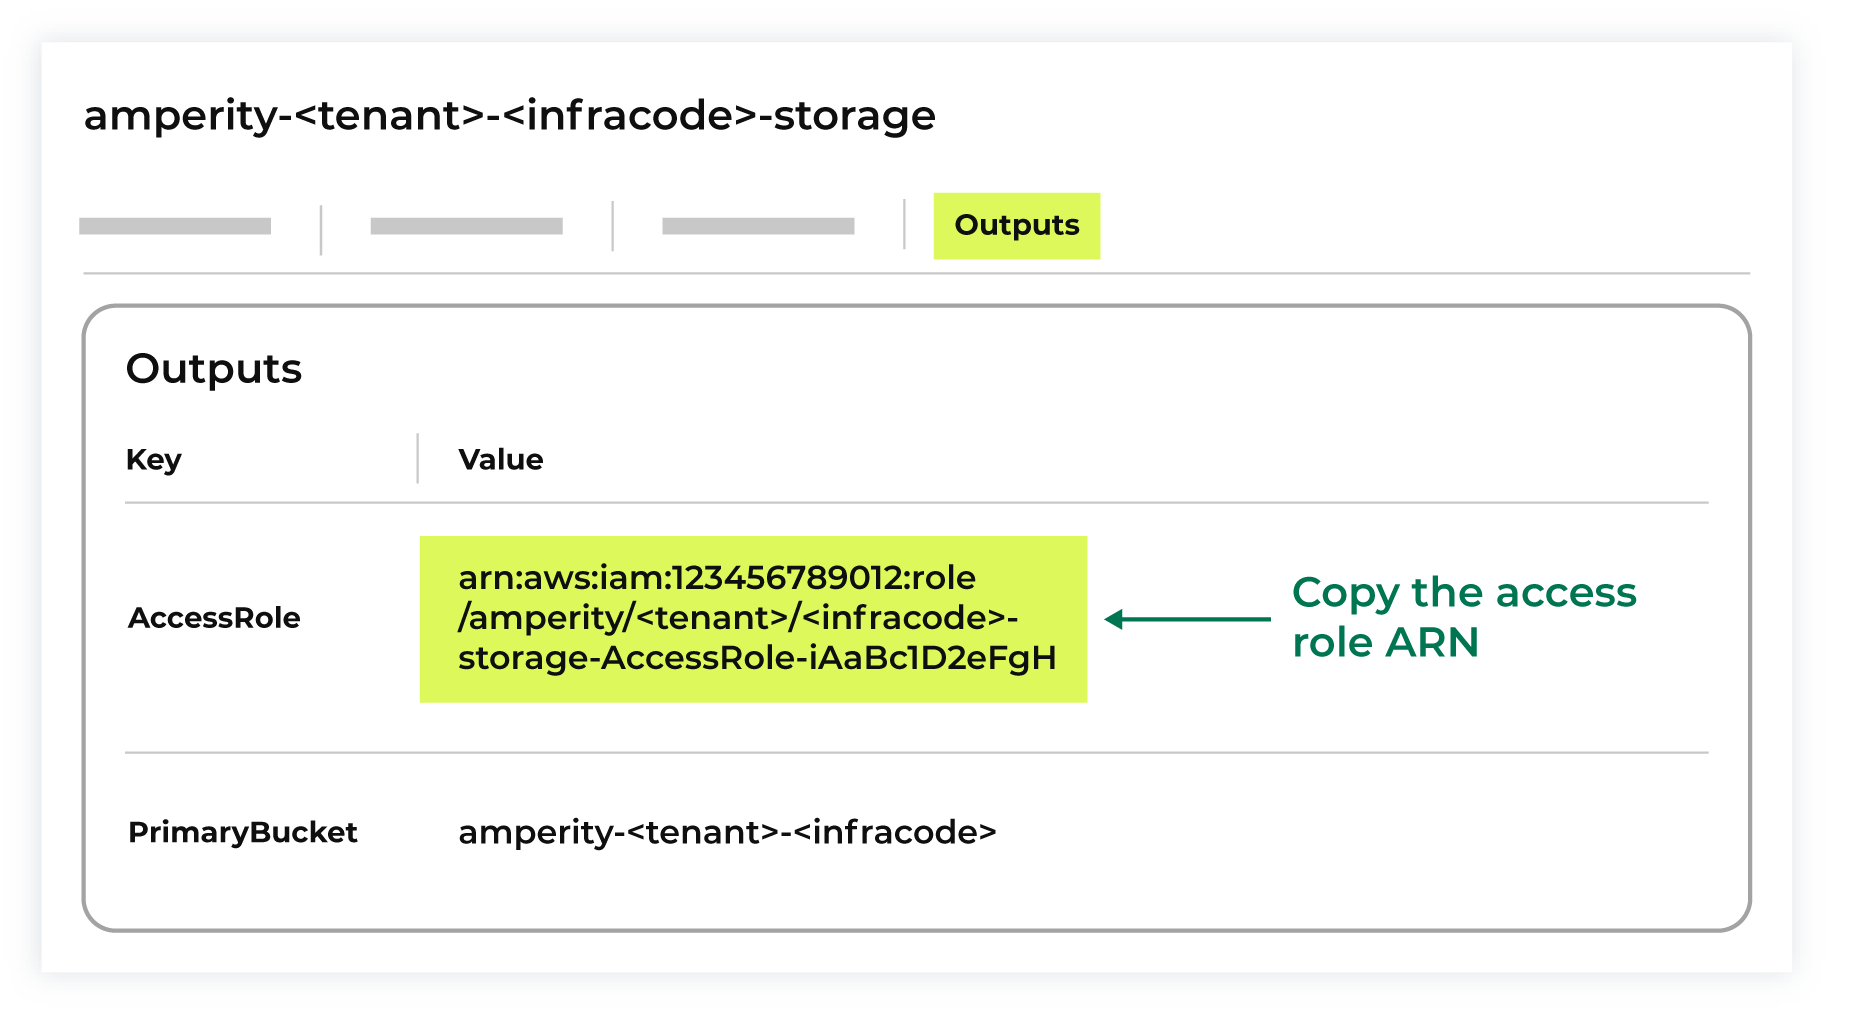 amperity-<tenant>-<infracode>-storage
Outputs
Outputs
Key
Value
AccessRole
arn:aws:iam:123456789012:role
/amperity/<tenant>/<infracode>-
storage-AccessRole-iAaBc1D2eFgH
Copy the access
role ARN
PrimaryBucket
amperity-<tenant>-<infracode>